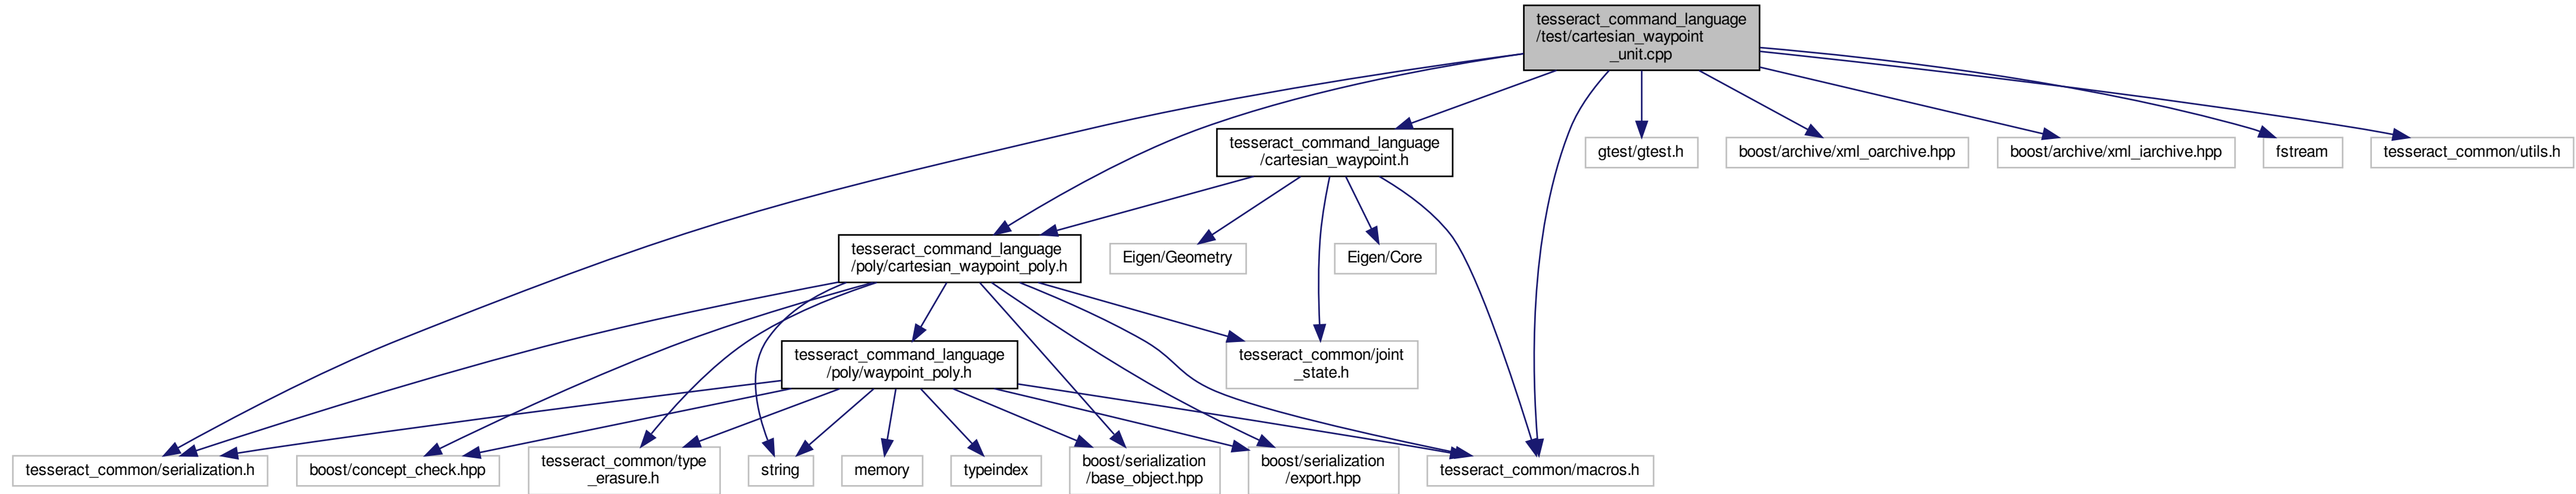 tesseract_command_language
/test/cartesian_waypoint
_unit.cpp
tesseract_command_language
/cartesian_waypoint.h
gtest/gtest.h
boost/archive/xml_oarchive.hpp
boost/archive/xml_iarchive.hpp
fstream
tesseract_common/utils.h
tesseract_command_language
/poly/cartesian_waypoint_poly.h
Eigen/Geometry
Eigen/Core
tesseract_command_language
/poly/waypoint_poly.h
tesseract_common/joint
_state.h
tesseract_common/serialization.h
boost/concept_check.hpp
tesseract_common/type
_erasure.h
string
memory
typeindex
boost/serialization
/base_object.hpp
boost/serialization
/export.hpp
tesseract_common/macros.h